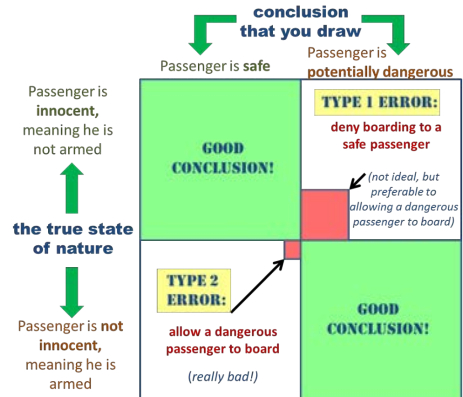 conclusion
that you draw
Passenger is safe
Passenger is
potentially dangerous
Passenger is
innocent,
meaning he is
not armed
the true state
of nature
Passenger is not
innocent,
meaning he is
armed
GOOD
CONCLUSION!
TYPE 1 ERROR:
deny boarding to a
safe passenger
(not ideal, but
preferable to
allowing a dangerous
passenger to board)
TYPE 2
ERROR:
allow a dangerous
passenger to board
(really bad!)
GOOD
CONCLUSION!